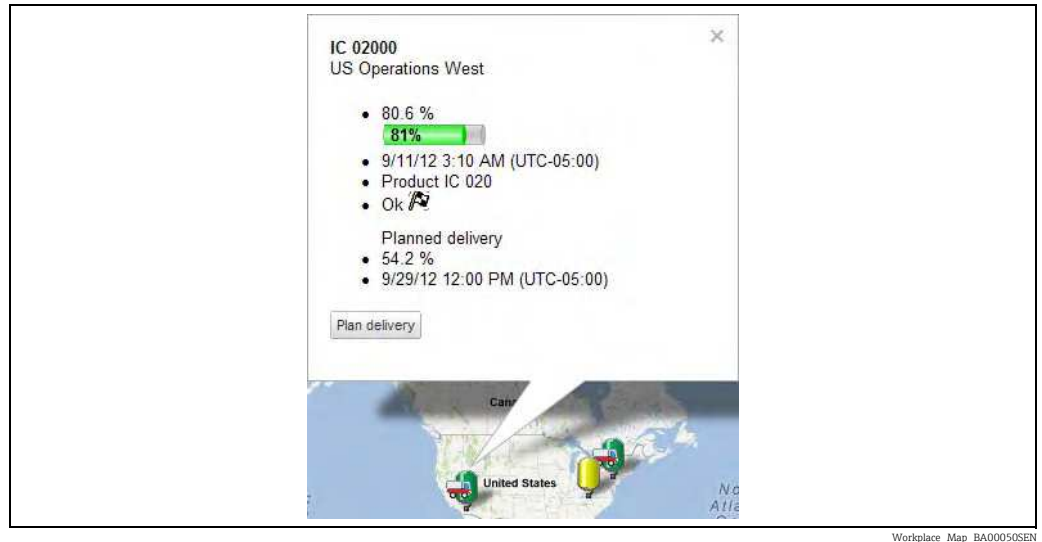 IC 02000
US Operations West
• 80.6 %
81%
• 9/11/12 3:10 AM (UTC-05:00)
• Product IC 020
• Ok
Planned delivery
• 54.2 %
• 9/29/12 12:00 PM (UTC-05:00)
Plan delivery
United States
Workplace_Map_BA00050SEN